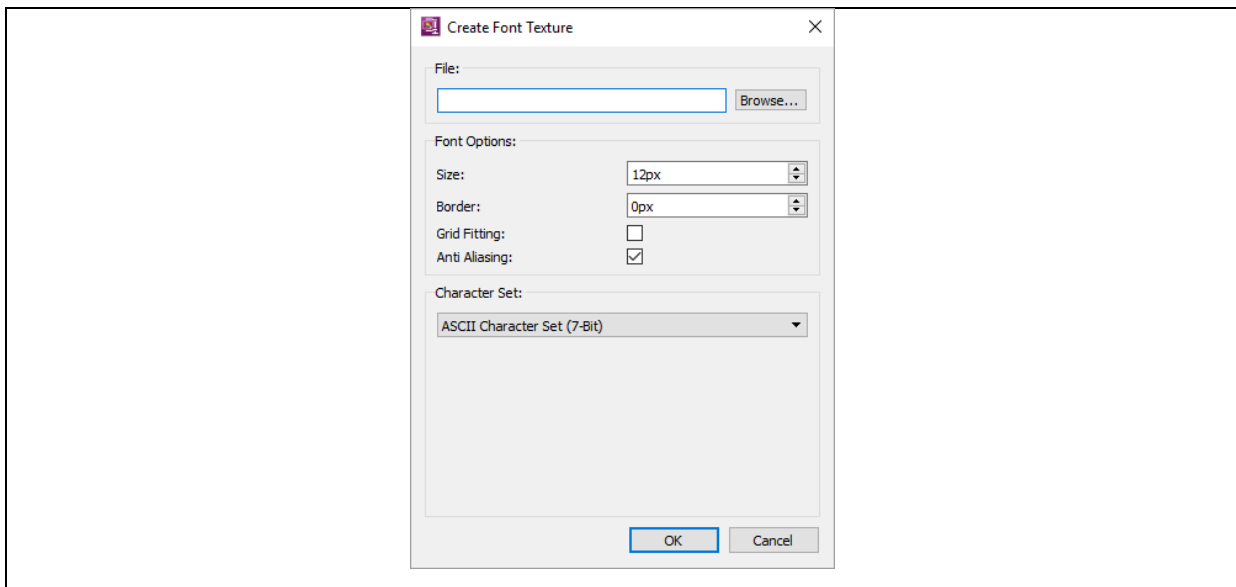 Create Font Texture
File:
Browse...
Font Options:
Size:
12px
Border:
0px
Grid Fitting:
Anti Aliasing:
Character Set:
ASCII Character Set (7-Bit)
OK
Cancel